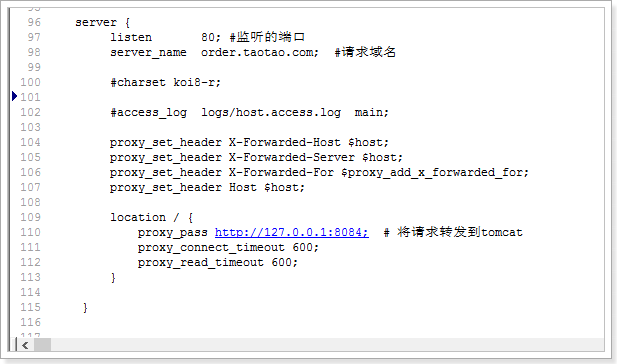 95
96 server {
97 listen 80; #监听的端口
98 server_name order.taotao.com; #请求域名
99
100 #charset koi8-r;
101
102 #access_log logs/host.access.log main;
103
104 proxy_set_header X-Forwarded-Host $host;
105 proxy_set_header X-Forwarded-Server $host;
106 proxy_set_header X-Forwarded-For $proxy_add_x_forwarded_for;
107 proxy_set_header Host $host;
108
109 location / {
110 proxy_pass http://127.0.0.1:8084; # 将请求转发到tomcat
111 proxy_connect_timeout 600;
112 proxy_read_timeout 600;
113 }
114
115 }
116
117